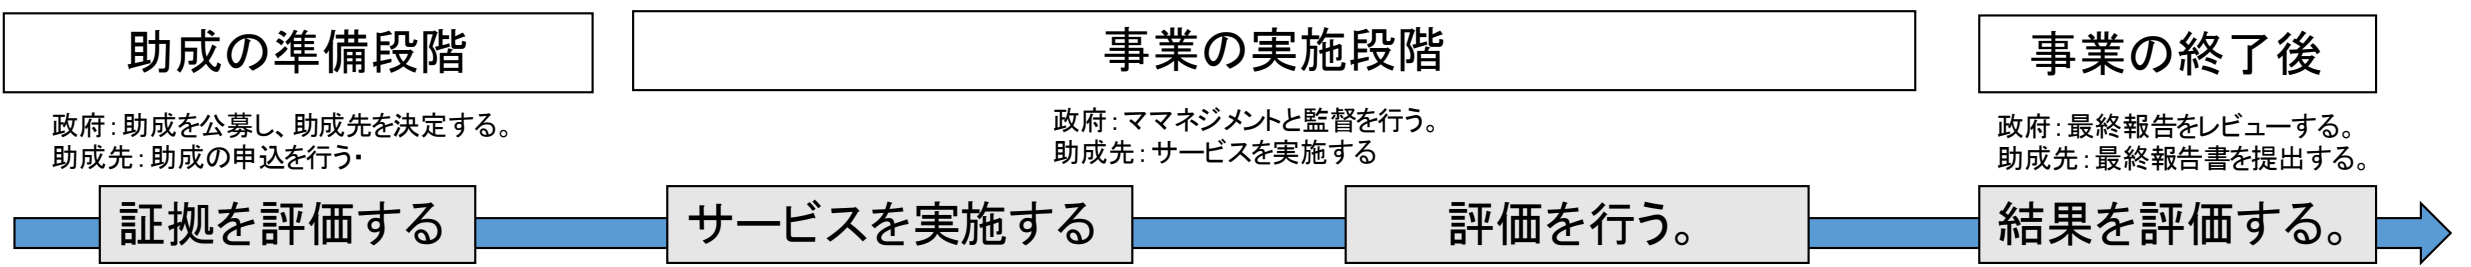 助成の準備段階
事業の実施段階
事業の終了後
政府：助成を公募し、助成先を決定する。
助成先：助成の申込を行う・
政府：ママネジメントと監督を行う。
助成先：サービスを実施する
政府：最終報告をレビューする。
助成先：最終報告書を提出する。
証拠を評価する
サービスを実施する
評価を行う。
結果を評価する。